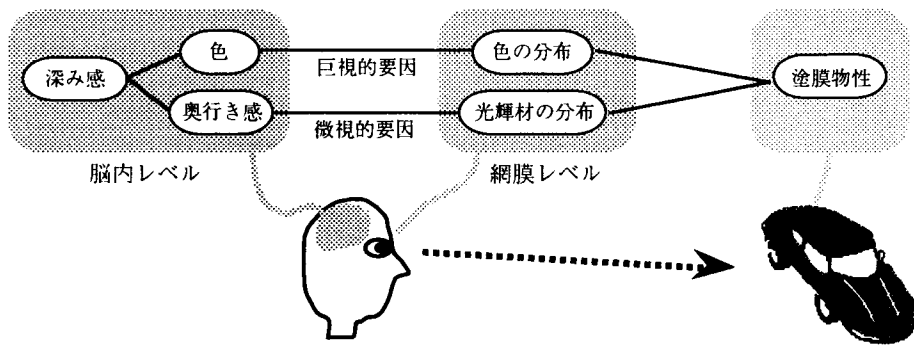 深み感
色
奥行き感
巨視的要因
微視的要因
色の分布
光輝材の分布
塗膜物性
脳内レベル
網膜レベル